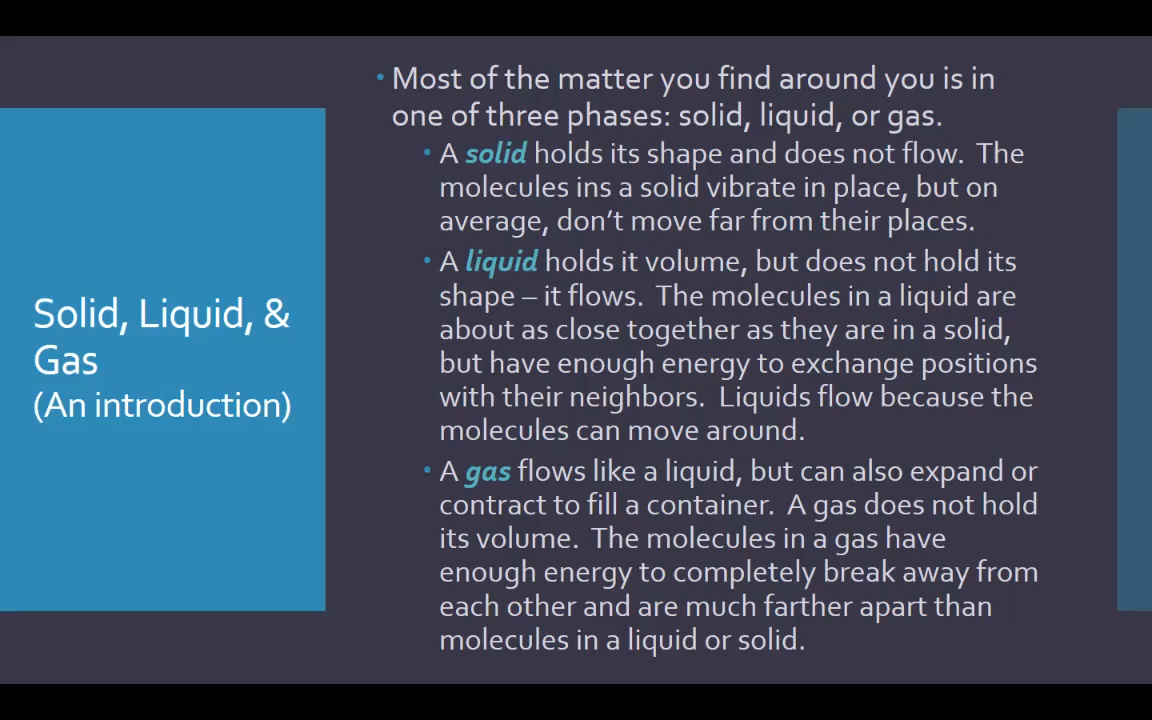 Solid, Liquid, &
Gas
(An introduction)
• Most of the matter you find around you is in
one of three phases: solid, liquid, or gas.
• A solid holds its shape and does not flow.  The
molecules ins a solid vibrate in place, but on
average, don’t move far from their places.
• A liquid holds it volume, but does not hold its
shape – it flows.  The molecules in a liquid are
about as close together as they are in a solid,
but have enough energy to exchange positions
with their neighbors.  Liquids flow because the
molecules can move around.
• A gas flows like a liquid, but can also expand or
contract to fill a container.  A gas does not hold
its volume.  The molecules in a gas have
enough energy to completely break away from
each other and are much farther apart than
molecules in a liquid or solid.